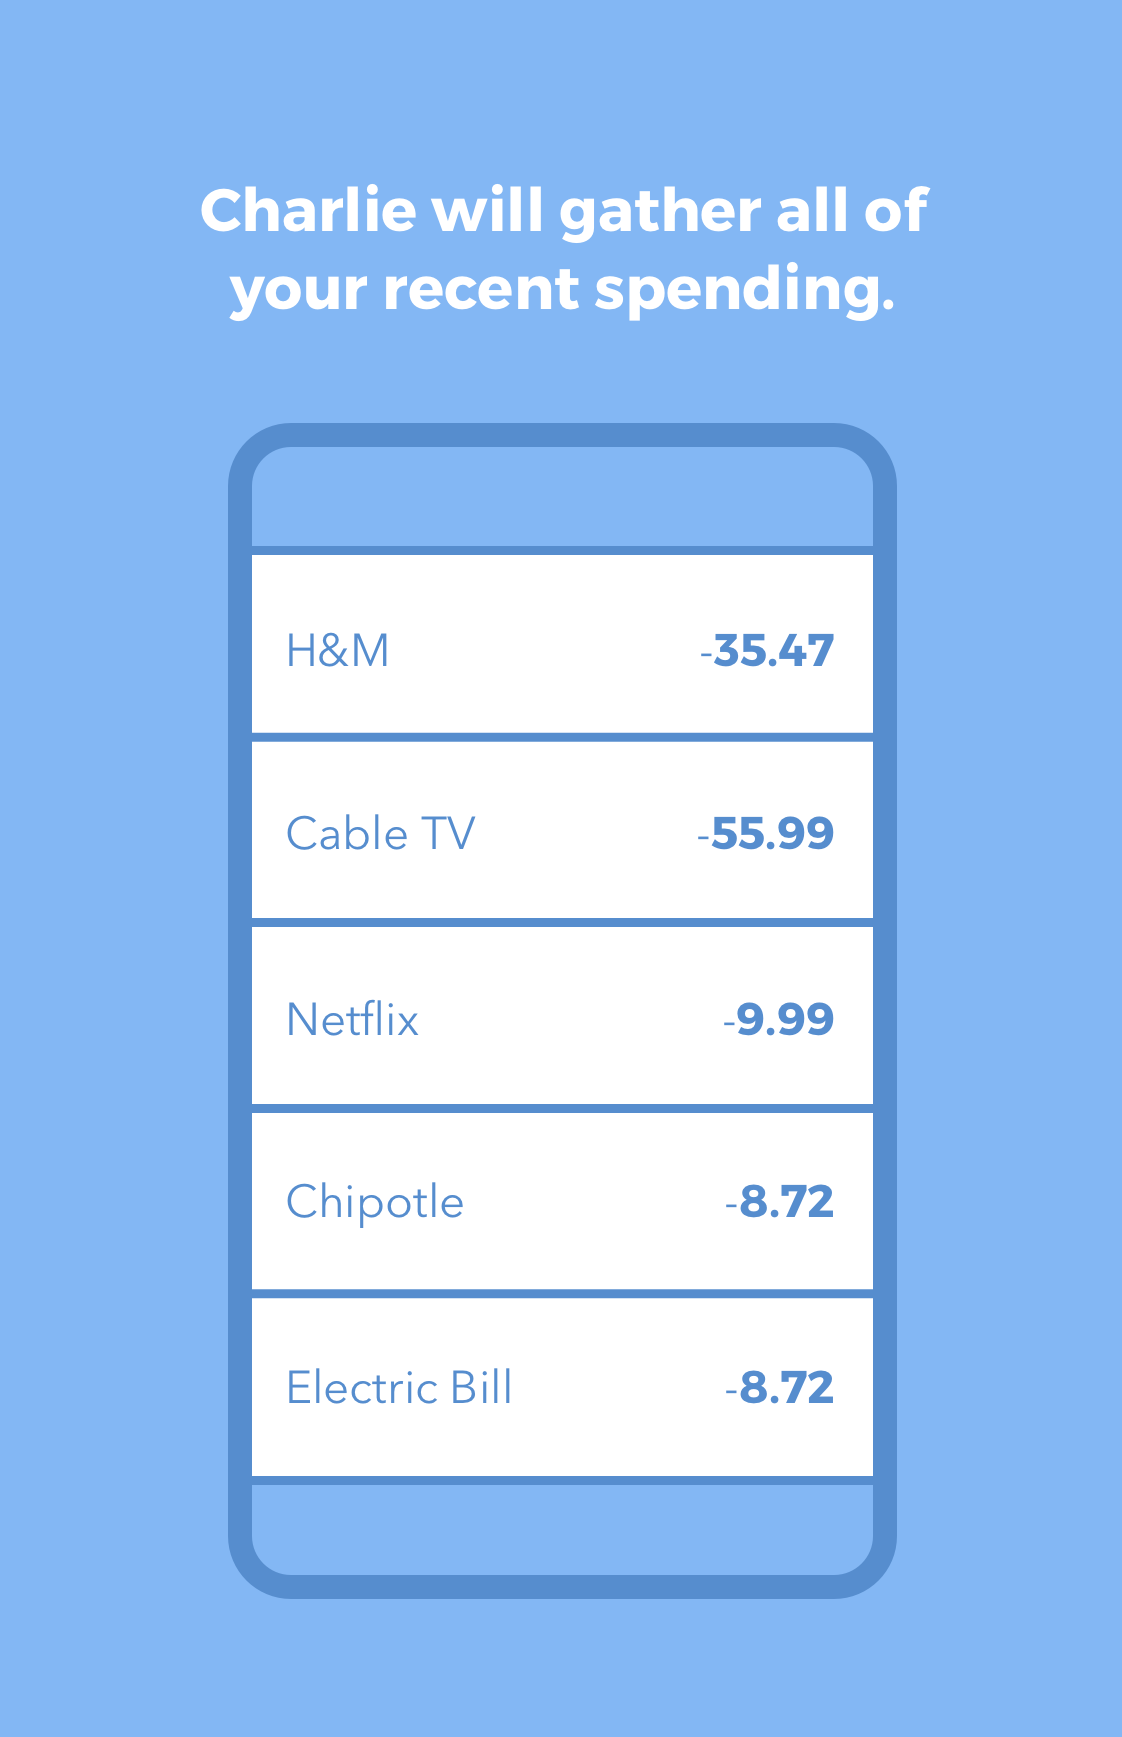 Charlie will gather all of
your recent spending.
H&M -35.47
Cable TV -55.99
Netflix -9.99
Chipotle -8.72
Electric Bill -8.72